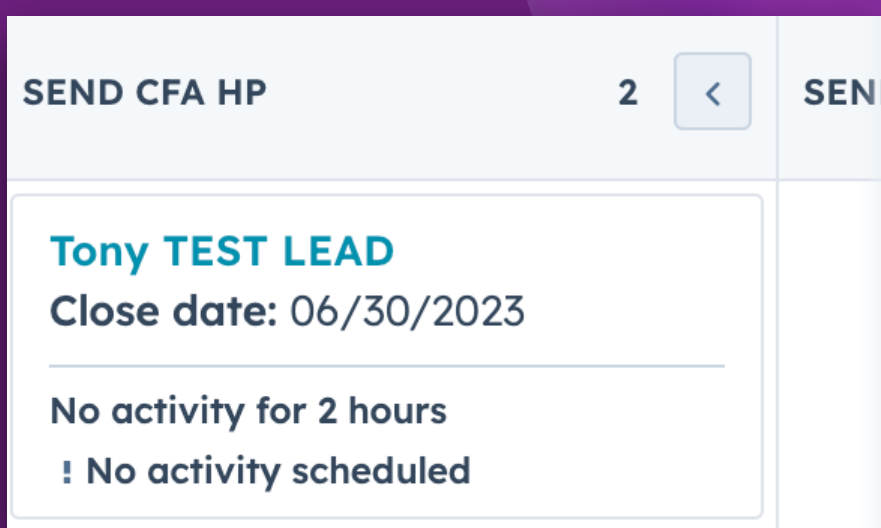 SEND CFA HP 2
Tony TEST LEAD
Close date: 06/30/2023
No activity for 2 hours
! No activity scheduled